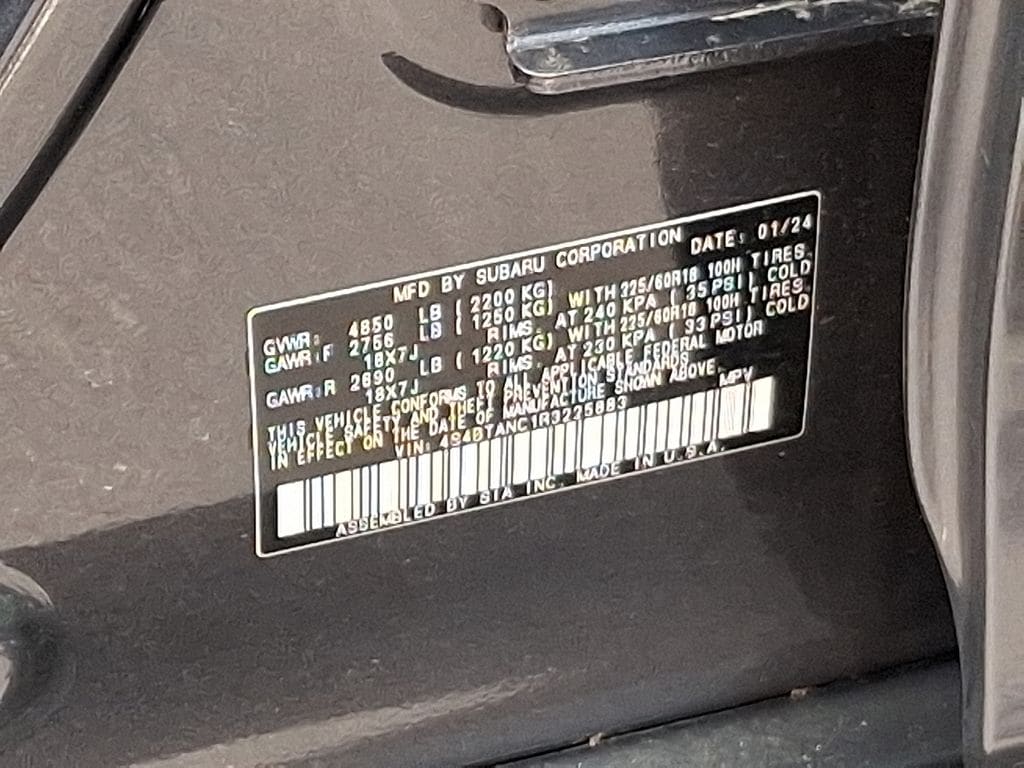 MFD BY SUBARU CORPORATION DATE: 01/24
GVWR: 4850 LB ( 2200 KG)
GAWR:F 2756 LB ( 1250 KG) WITH 225/60R18 100H TIRES,
18X7J RIMS, AT 240 KPA ( 35 PSI) COLD
GAWR:R 2690 LB ( 1220 KG) WITH 225/60R18 100H TIRES,
18X7J RIMS, AT 230 KPA ( 33 PSI) COLD
THIS VEHICLE CONFORMS TO ALL APPLICABLE FEDERAL MOTOR
VEHICLE SAFETY AND THEFT PREVENTION STANDARDS
IN EFFECT ON THE DATE OF MANUFACTURE SHOWN ABOVE.
VIN: MPV
ASSEMBLED BY SIA INC. MADE IN U.S.A.